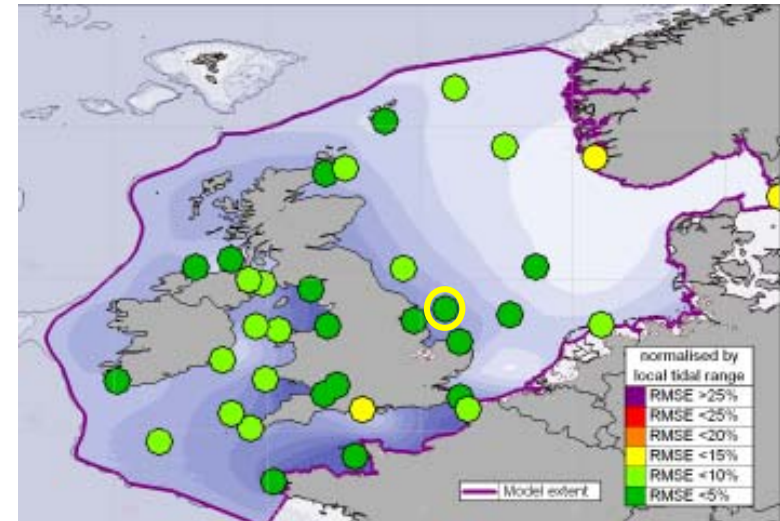 normalised by
local tidal range
RMSE >25%
RMSE <25%
RMSE <20%
RMSE <15%
RMSE <10%
RMSE <5%
Model extent